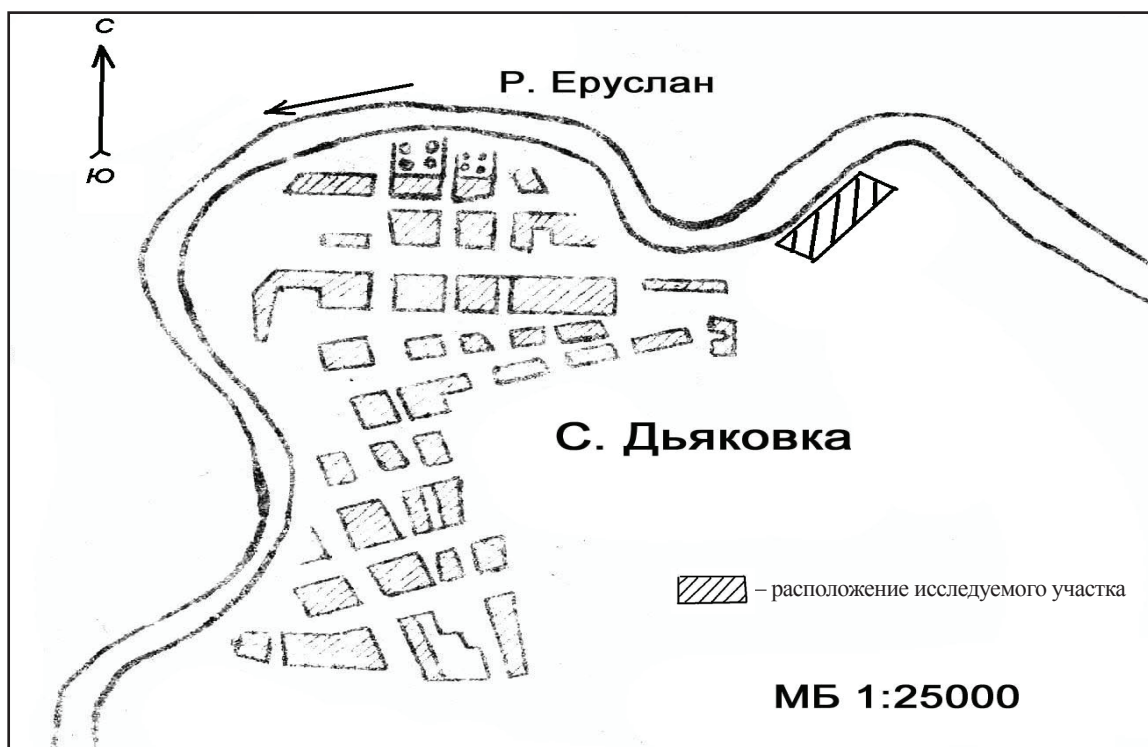 С
Ю
Р. Еруслан
С. Дьяковка
– расположение исследуемого участка
МБ 1:25000